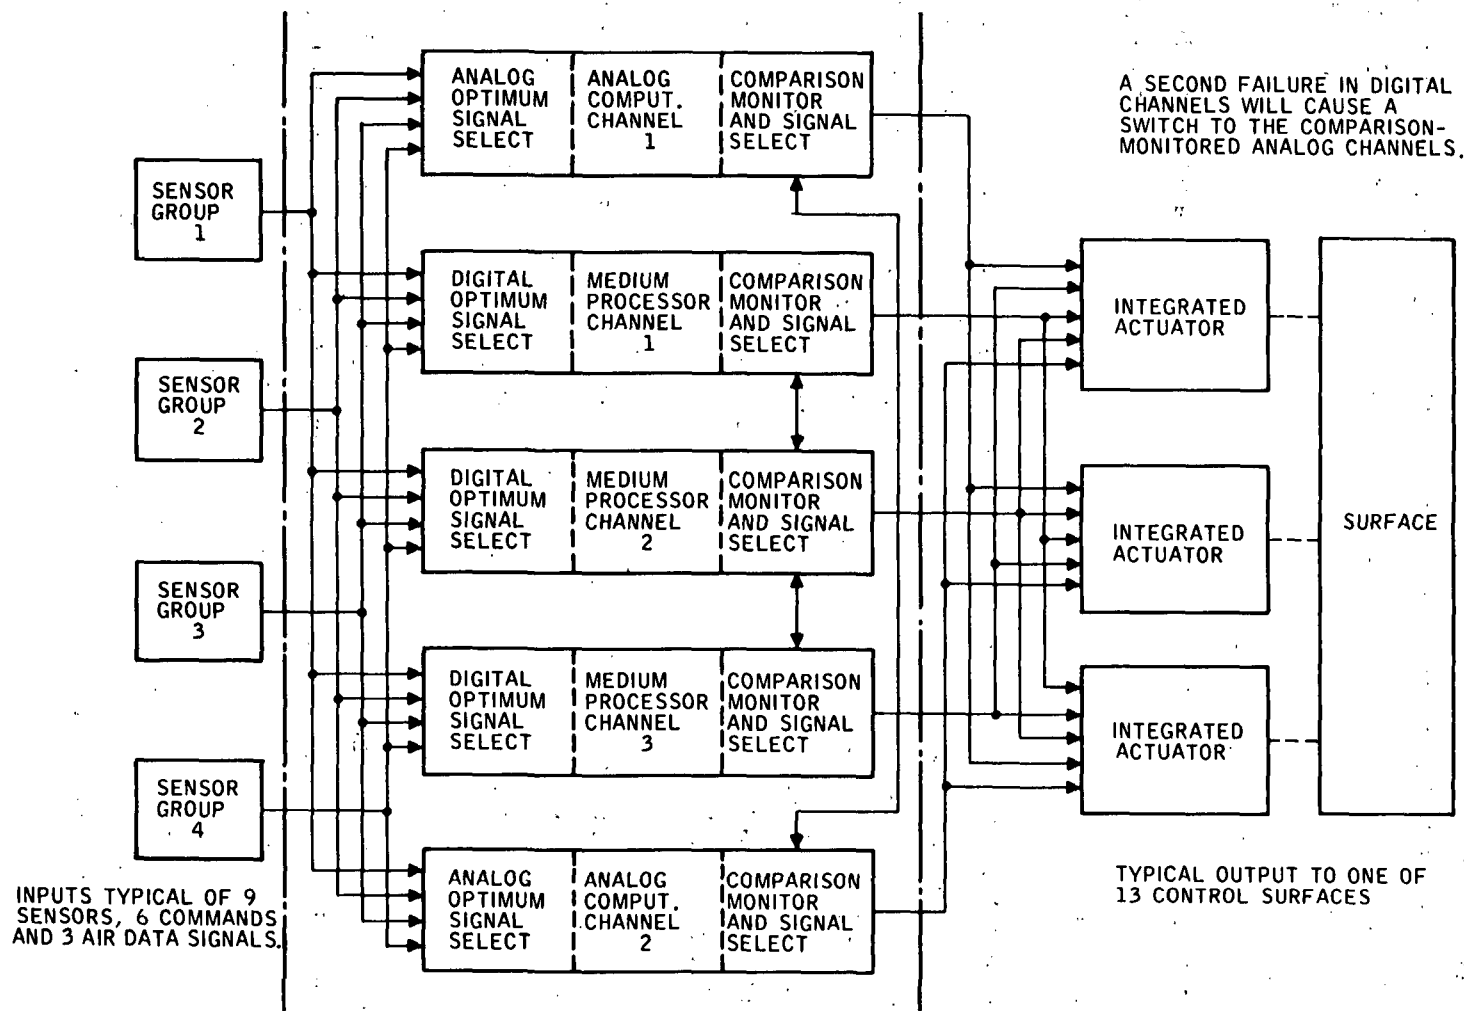 SENSOR
GROUP
1
SENSOR
GROUP
2
SENSOR
GROUP
3
SENSOR
GROUP
4
INPUTS TYPICAL OF 9
SENSORS, 6 COMMANDS
AND 3 AIR DATA SIGNALS.
ANALOG
OPTIMUM
SIGNAL
SELECT
ANALOG
COMPUT.
CHANNEL
1
COMPARISON
MONITOR
AND SIGNAL
SELECT
DIGITAL
OPTIMUM
SIGNAL
SELECT
MEDIUM
PROCESSOR
CHANNEL
1
COMPARISON
MONITOR
AND SIGNAL
SELECT
DIGITAL
OPTIMUM
SIGNAL
SELECT
MEDIUM
PROCESSOR
CHANNEL
2
COMPARISON
MONITOR
AND SIGNAL
SELECT
DIGITAL
OPTIMUM
SIGNAL
SELECT
MEDIUM
PROCESSOR
CHANNEL
3
COMPARISON
MONITOR
AND SIGNAL
SELECT
ANALOG
OPTIMUM
SIGNAL
SELECT
ANALOG
COMPUT.
CHANNEL
2
COMPARISON
MONITOR
AND SIGNAL
SELECT
A SECOND FAILURE IN DIGITAL
CHANNELS WILL CAUSE A
SWITCH TO THE COMPARISON-
MONITORED ANALOG CHANNELS.
INTEGRATED
ACTUATOR
INTEGRATED
ACTUATOR
INTEGRATED
ACTUATOR
SURFACE
TYPICAL OUTPUT TO ONE OF
13 CONTROL SURFACES